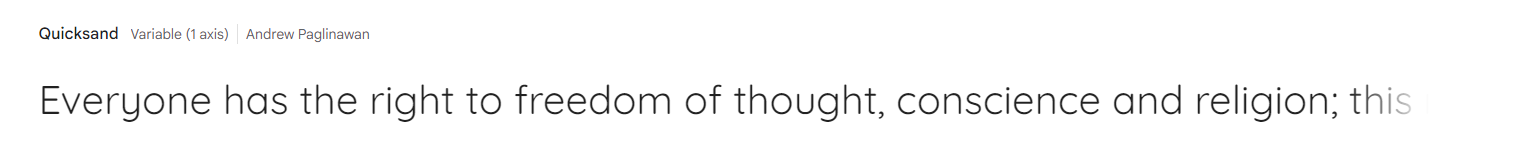 Quicksand Variable (1 axis) Andrew Paglinawan
Everyone has the right to freedom of thought, conscience and religion; this